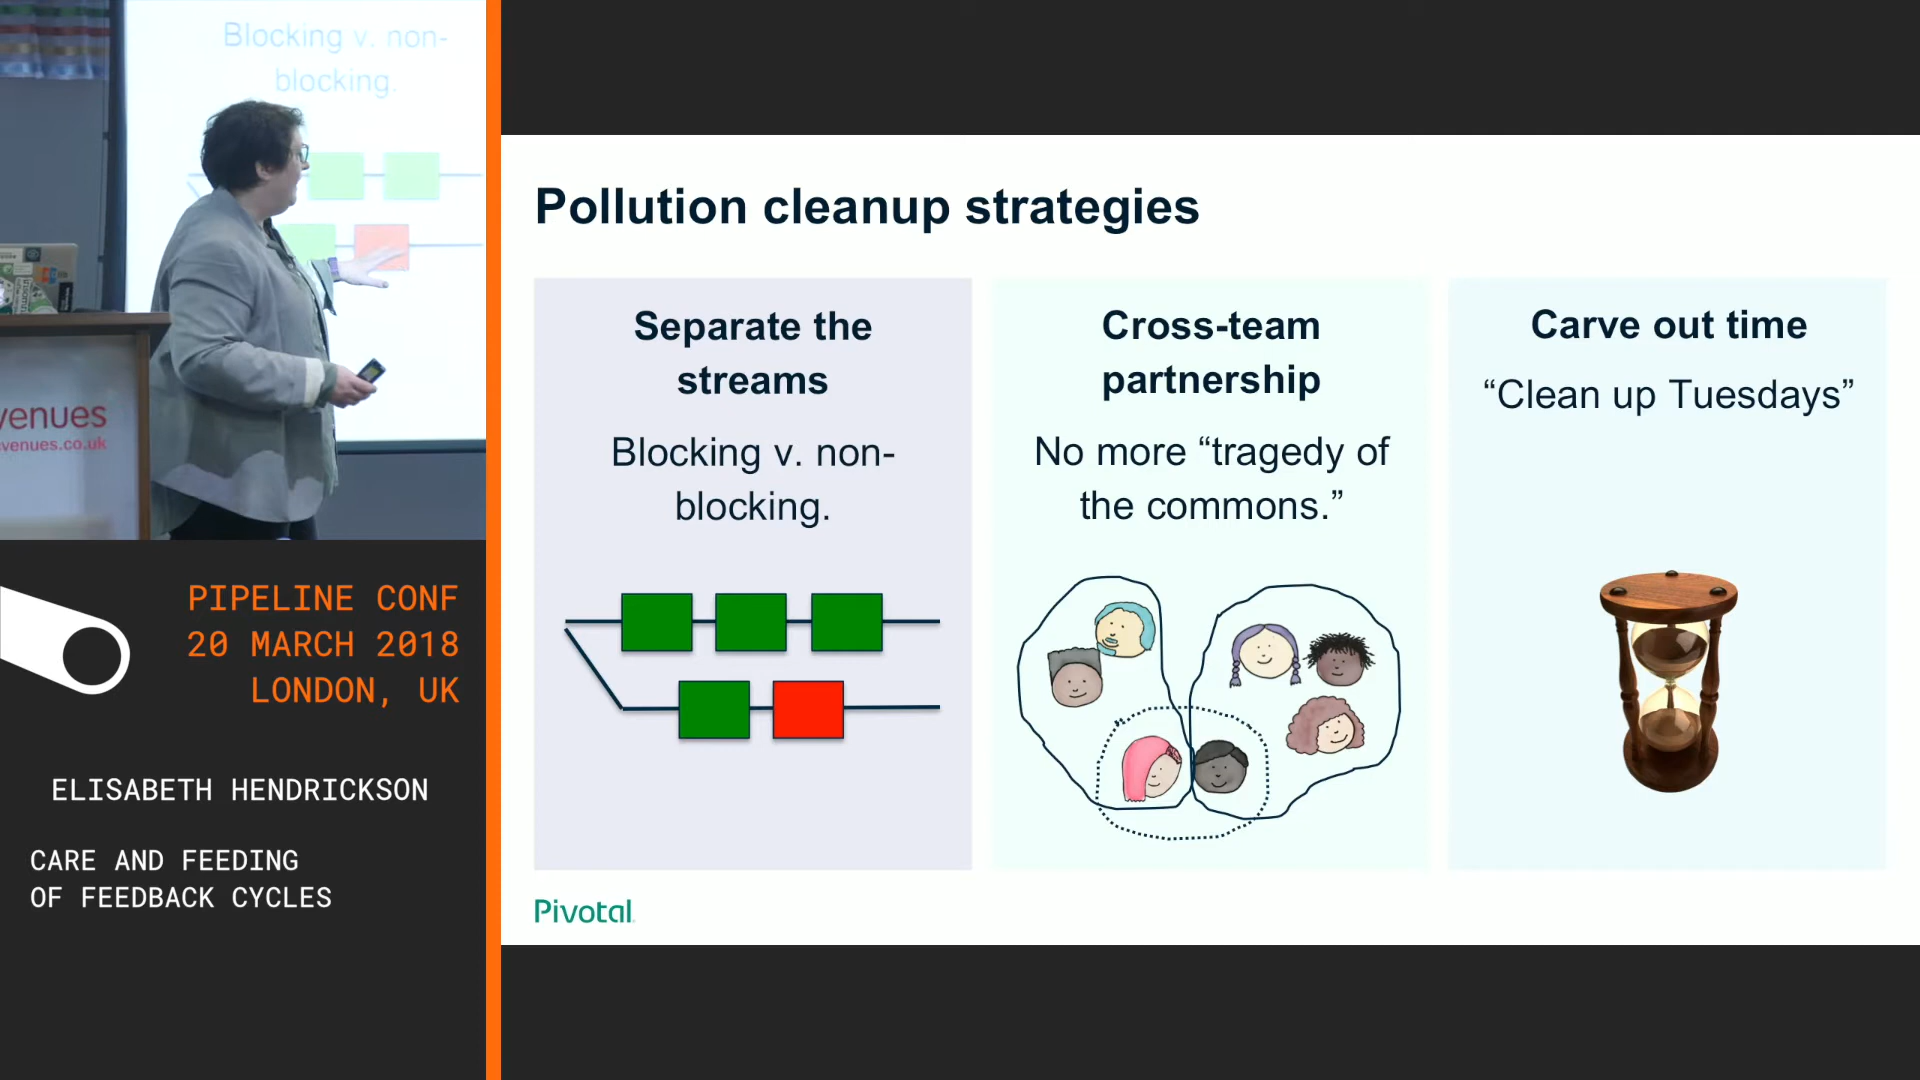 Blocking v. non-
blocking.
venues
venues.co.uk
PIPELINE CONF
20 MARCH 2018
LONDON, UK
ELISABETH HENDRICKSON
CARE AND FEEDING
OF FEEDBACK CYCLES
Pollution cleanup strategies
Separate the
streams
Blocking v. non-
blocking.
Cross-team
partnership
No more “tragedy of
the commons.”
Carve out time
“Clean up Tuesdays”
Pivotal